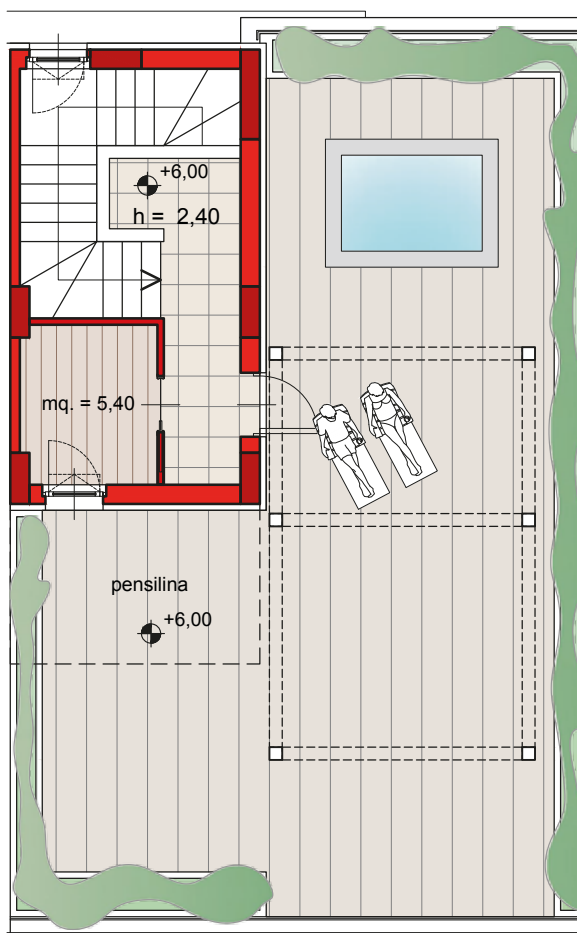 +6,00
h = 2,40
mq. = 5,40
pensilina
+6,00